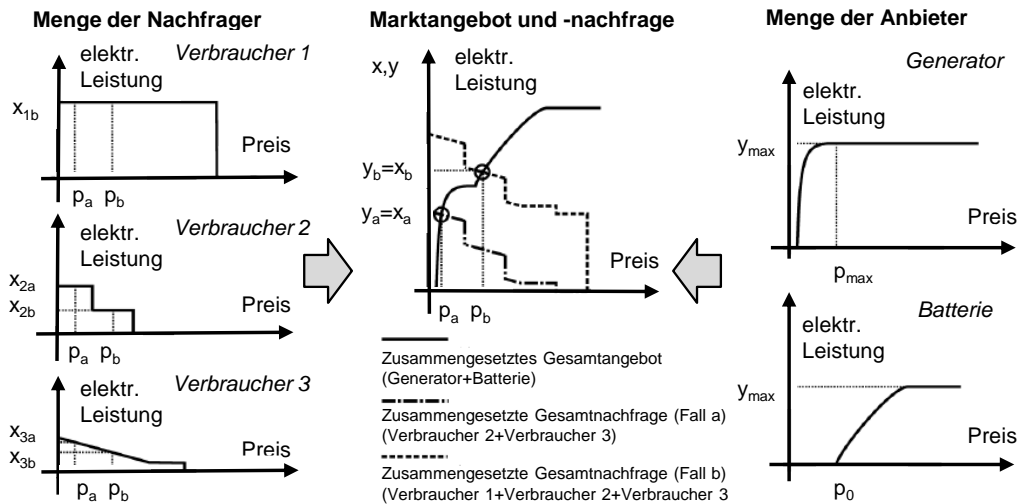 Menge der Nachfrager
elektr.
Leistung
Verbraucher 1
x1b
Preis
pa
pb
elektr.
Leistung
Verbraucher 2
x2a
x2b
Preis
pa
pb
elektr.
Leistung
Verbraucher 3
x3a
x3b
Preis
pa
pb
Marktangebot und -nachfrage
x,y
elektr.
Leistung
yb=xb
ya=xa
Preis
pa
pb
Zusammengesetztes Gesamtangebot
(Generator+Batterie)
Zusammengesetzte Gesamtnachfrage (Fall a)
(Verbraucher 2+Verbraucher 3)
Zusammengesetzte Gesamtnachfrage (Fall b)
(Verbraucher 1+Verbraucher 2+Verbraucher 3
Menge der Anbieter
Generator
elektr.
Leistung
ymax
Preis
pmax
Batterie
elektr.
Leistung
ymax
Preis
p0